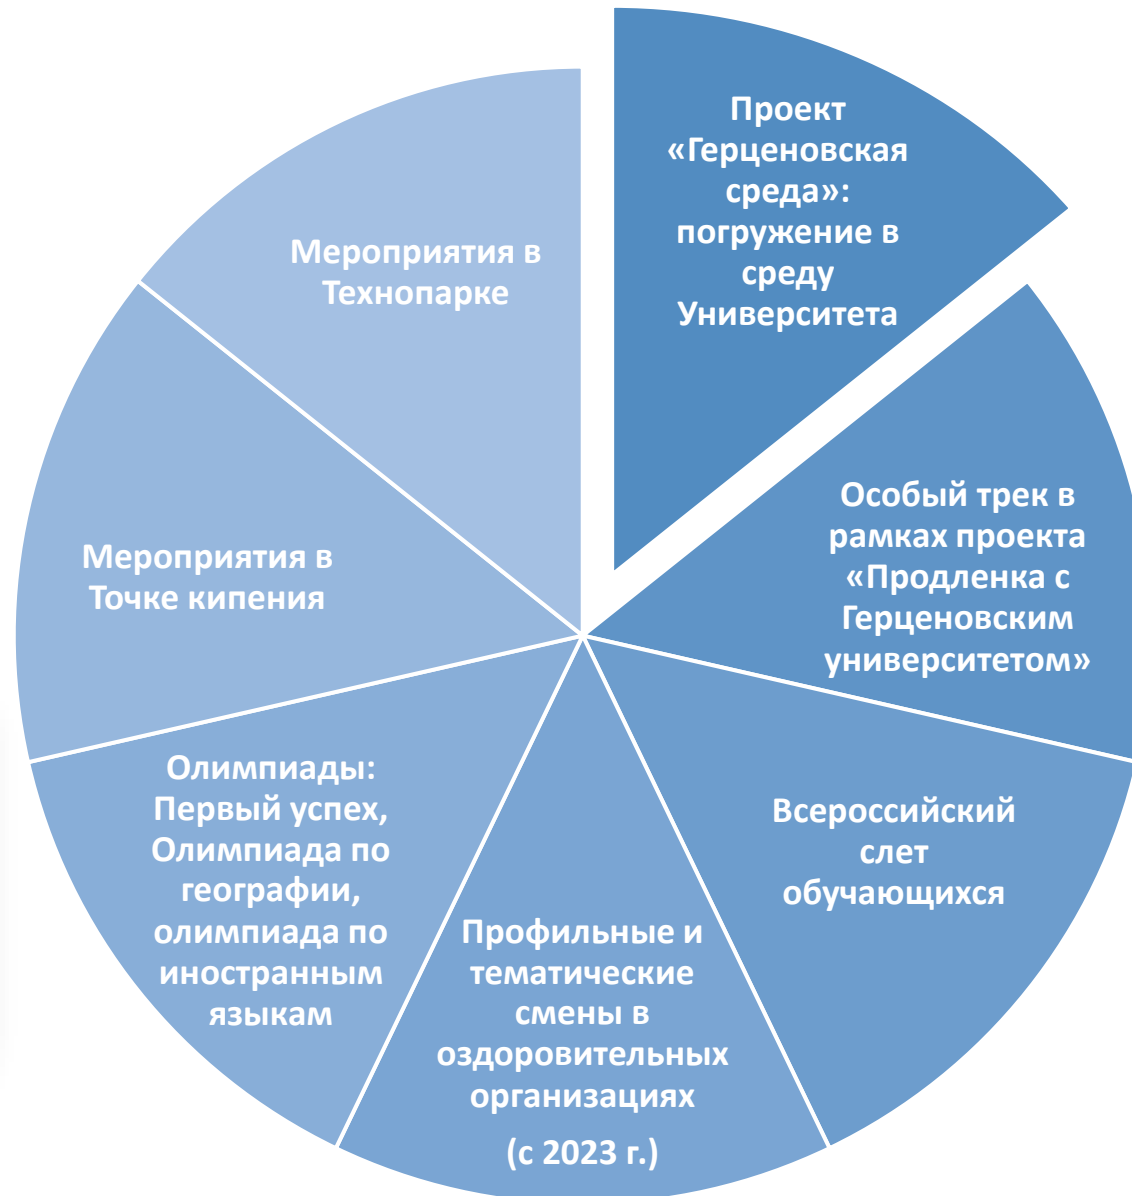 Проект
«Герценовская
среда»:
погружение в
среду
Университета
Особый трек в
рамках проекта
«Продленка с
Герценовским
университетом»
Всероссийский
слет
обучающихся
Профильные и
тематические
смены в
оздоровительных
организациях
(с 2023 г.)
Олимпиады:
Первый успех,
Олимпиада по
географии,
олимпиада по
иностранным
языкам
Мероприятия в
Точке кипения
Мероприятия в
Технопарке